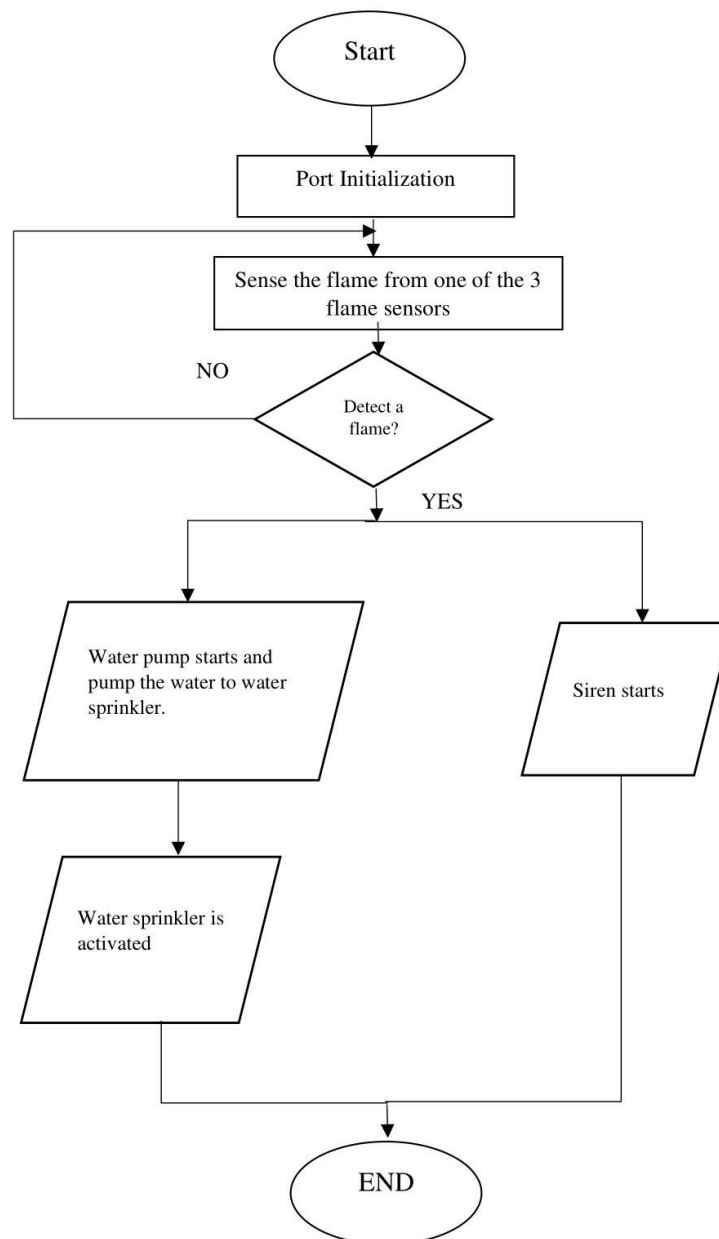 Start
Port Initialization
Sense the flame from one of the 3
flame sensors
NO
Detect a
flame?
YES
Water pump starts and
pump the water to water
sprinkler.
Siren starts
Water sprinkler is
activated
END